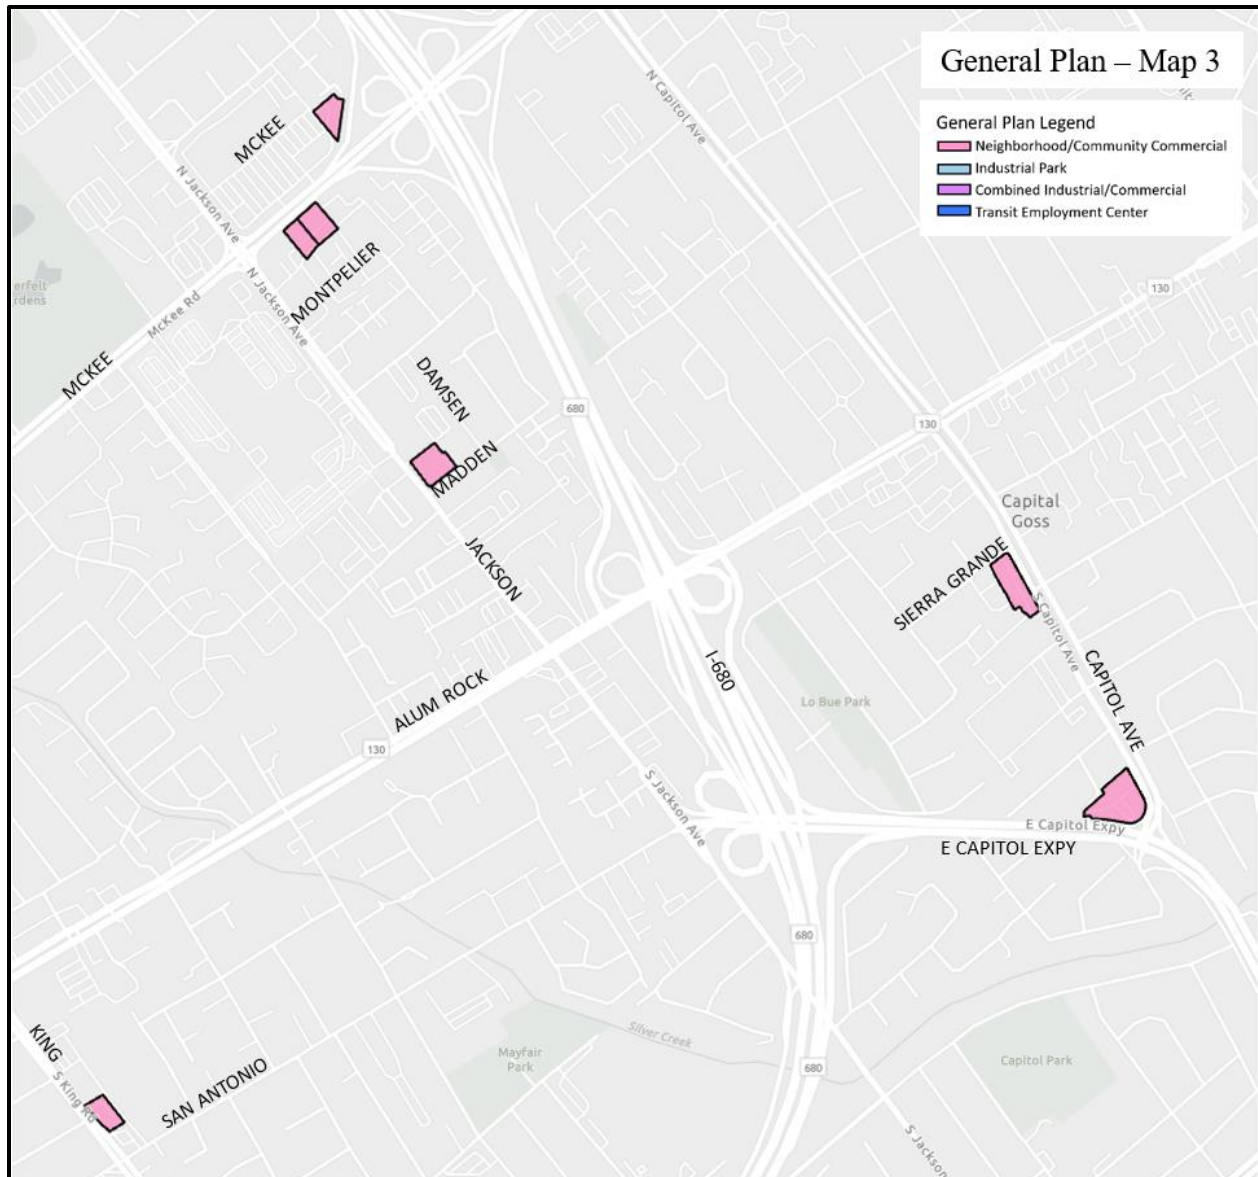 General Plan – Map 3
General Plan Legend
Neighborhood/Community Commercial
Industrial Park
Combined Industrial/Commercial
Transit Employment Center
N Capitol Ave
MCKEE
N Jackson Ave
MONTPELIER
N Jackson Ave
McKee Rd
erfelt
rdens
130
MCKEE
DAMSEN
680
130
MADDEN
Capital
Goss
JACKSON
SIERRA GRANDE
S Capitol Ave
I-680
CAPITOL AVE
ALUM ROCK
Lo Bue Park
130
S Jackson Ave
E Capitol Expy
E CAPITOL EXPY
680
Silver Creek
KING
Mayfair
Park
Capitol Park
680
S King Rd
SAN ANTONIO
S Jackson